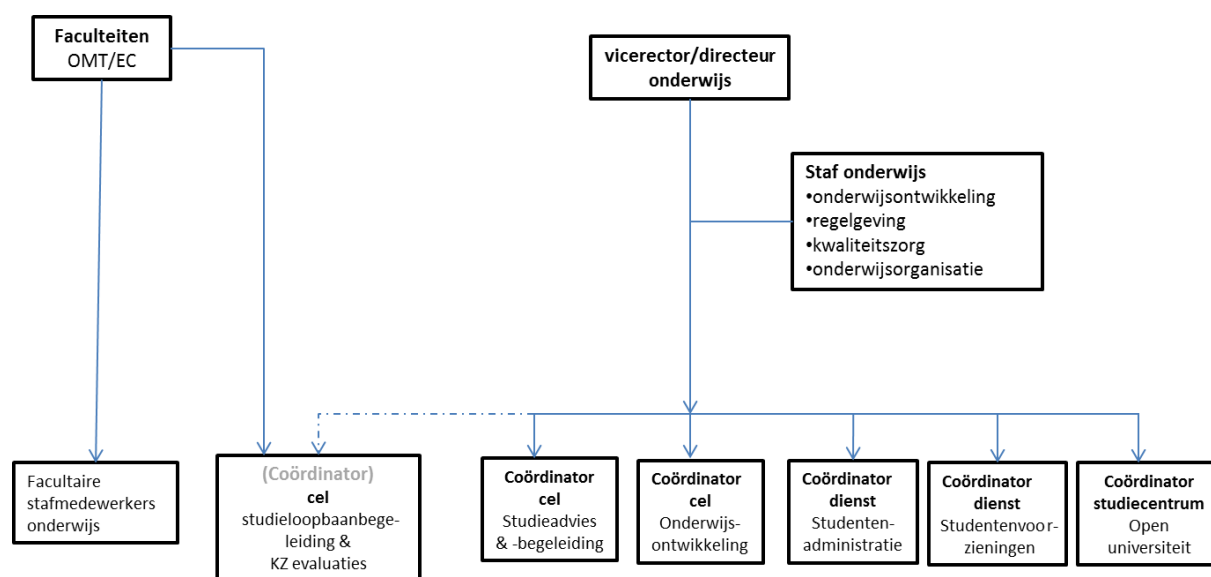 Faculteiten
OMT/EC
vicerector/directeur
onderwijs
Staf onderwijs
•onderwijsontwikkeling
•regelgeving
•kwaliteitszorg
•onderwijsorganisatie
Facultaire
stafmedewerkers
onderwijs
(Coördinator)
cel
studieloopbaanbege-
leiding &
KZ evaluaties
Coördinator
cel
Studieadvies
& -begeleiding
Coördinator
cel
Onderwijs-
ontwikkeling
Coördinator
dienst
Studenten-
administratie
Coördinator
dienst
Studentenvoor-
zieningen
Coördinator
studiecentrum
Open
universiteit